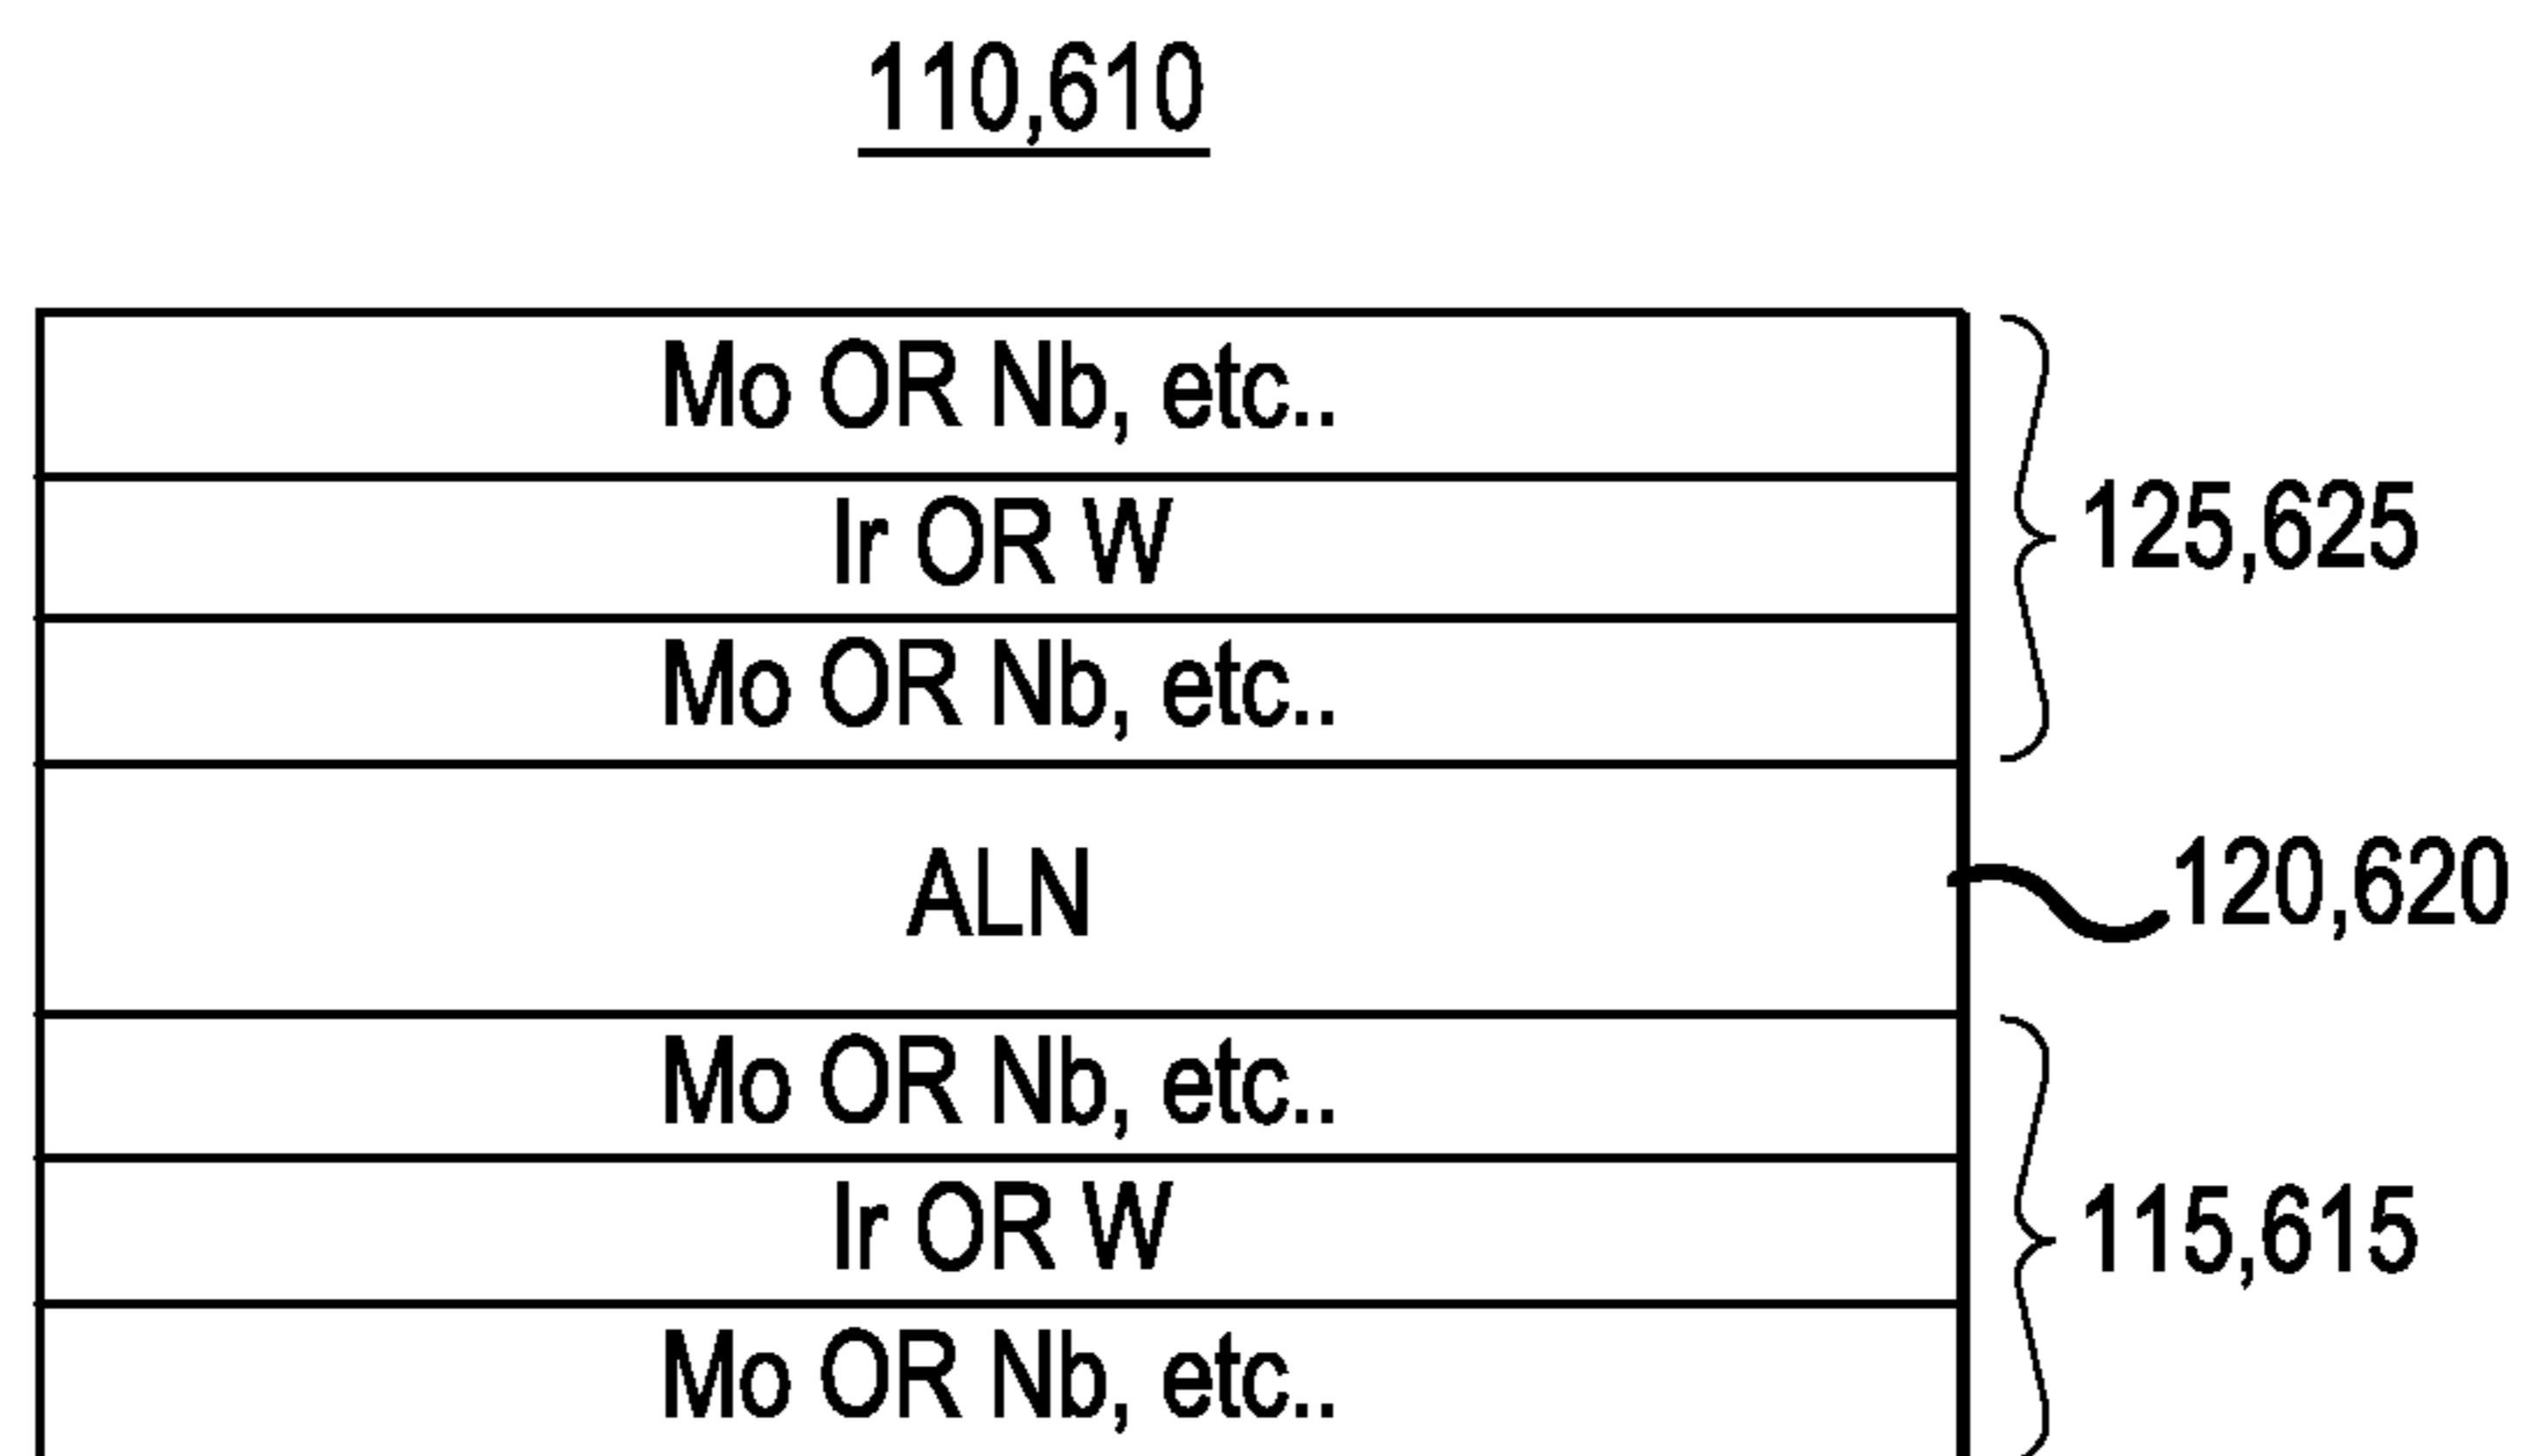 110,610
Mo OR Nb, etc..
Ir OR W
125,625
Mo OR Nb, etc..
ALN
120,620
Mo OR Nb, etc..
Ir OR W
115,615
Mo OR Nb, etc..